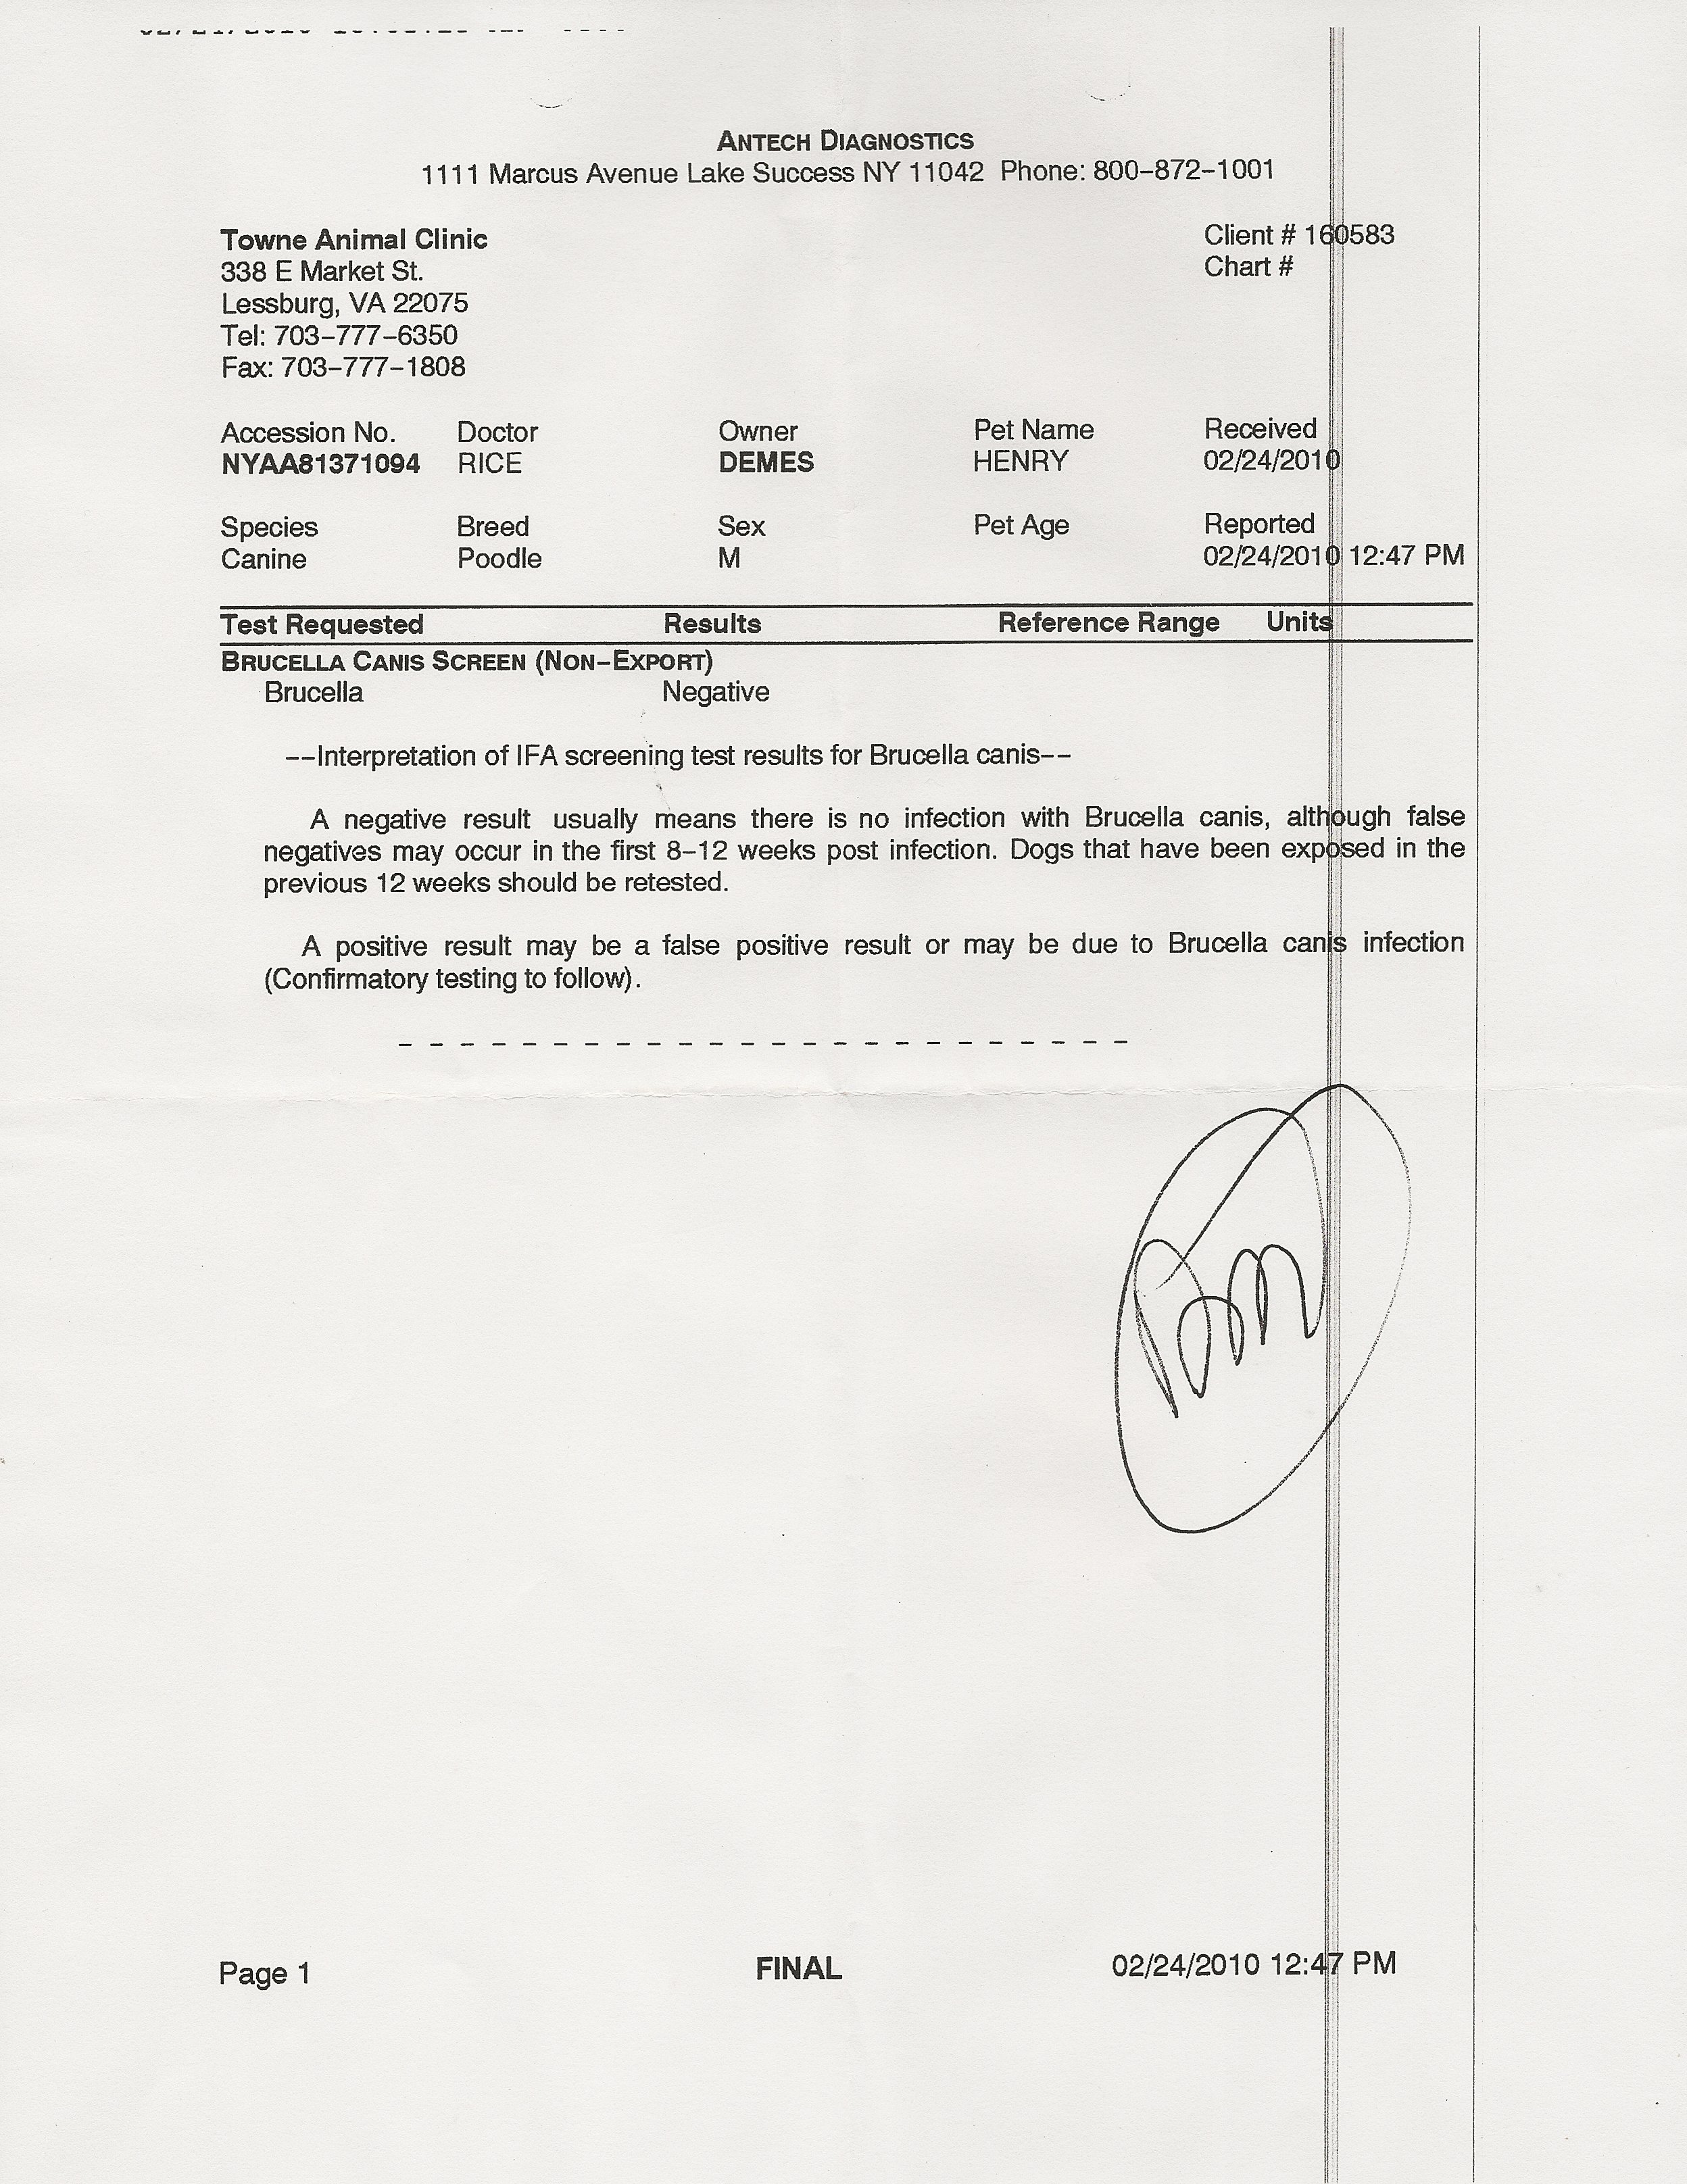 ANTECH DIAGNOSTICS
1111 Marcus Avenue Lake Success NY 11042 Phone: 800-872-1001
Towne Animal Clinic
338 E Market St.
Lessburg, VA 22075
Tel: 703-777-6350
Fax: 703-777-1808
Client # 160583
Chart #
Accession No. Doctor Owner Pet Name Received
NYAA81371094 RICE DEMES HENRY 02/24/2010
Species Breed Sex Pet Age Reported
Canine Poodle M 02/24/2010 12:47 PM
Test Requested Results Reference Range Units
BRUCELLA CANIS SCREEN (NON-EXPORT)
Brucella Negative
--Interpretation of IFA screening test results for Brucella canis--
A negative result usually means there is no infection with Brucella canis, although false
negatives may occur in the first 8-12 weeks post infection. Dogs that have been exposed in the
previous 12 weeks should be retested.
A positive result may be a false positive result or may be due to Brucella canis infection
(Confirmatory testing to follow).
Page 1 FINAL 02/24/2010 12:47 PM